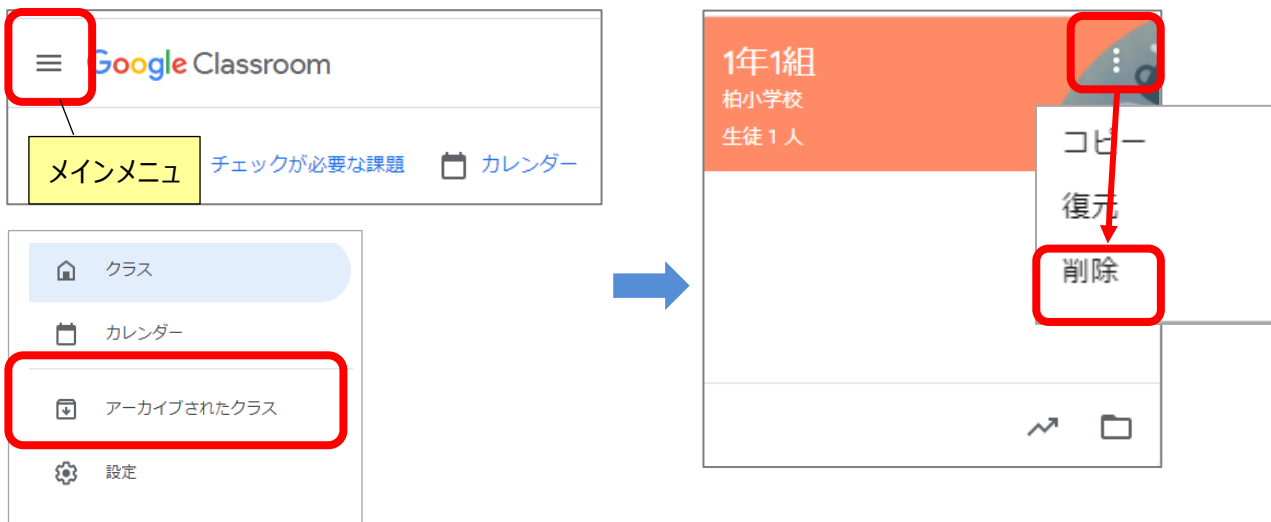 Google Classroom
メインメニュ
チェックが必要な課題
カレンダー
クラス
カレンダー
アーカイブされたクラス
設定
1年1組
柏小学校
生徒1人
コピー
復元
削除